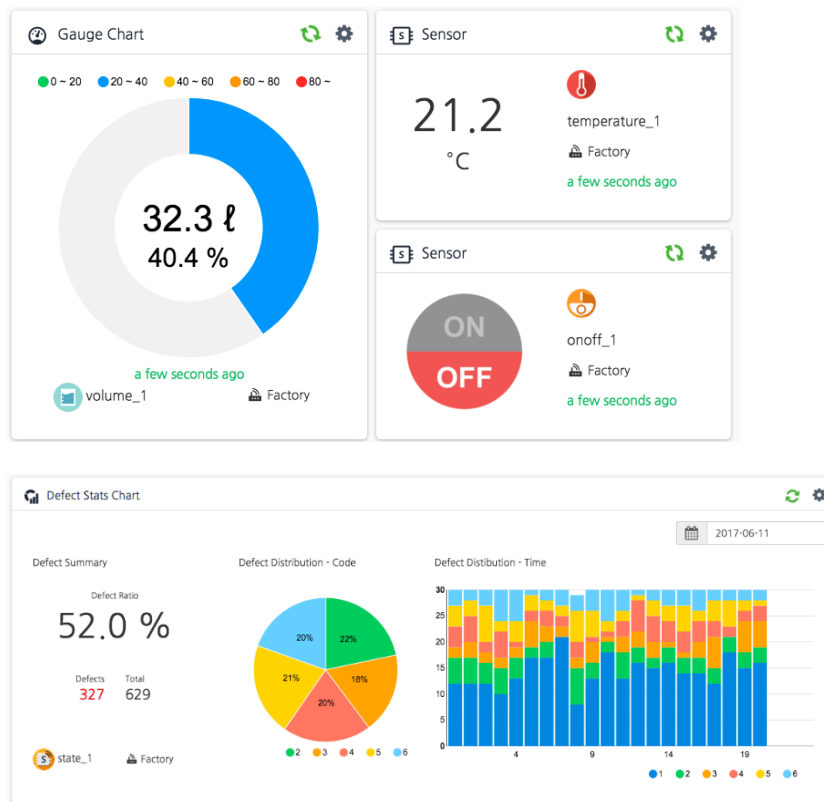 Gauge Chart
0 ~ 20 20 ~ 40 40 ~ 60 60 ~ 80 80 ~
32.3 ℓ
40.4 %
a few seconds ago
volume_1 Factory
S Sensor
21.2
°C
temperature_1
Factory
a few seconds ago
S Sensor
ON
OFF
onoff_1
Factory
a few seconds ago
Defect Stats Chart
2017-06-11
Defect Summary
Defect Ratio
52.0 %
Defects Total
327 629
S state_1 Factory
Defect Distribution - Code
20% 22%
21% 18%
20%
2 3 4 5 6
Defect Distibution - Time
30
25
20
15
10
5
0
4 9 14 19
1 2 3 4 5 6